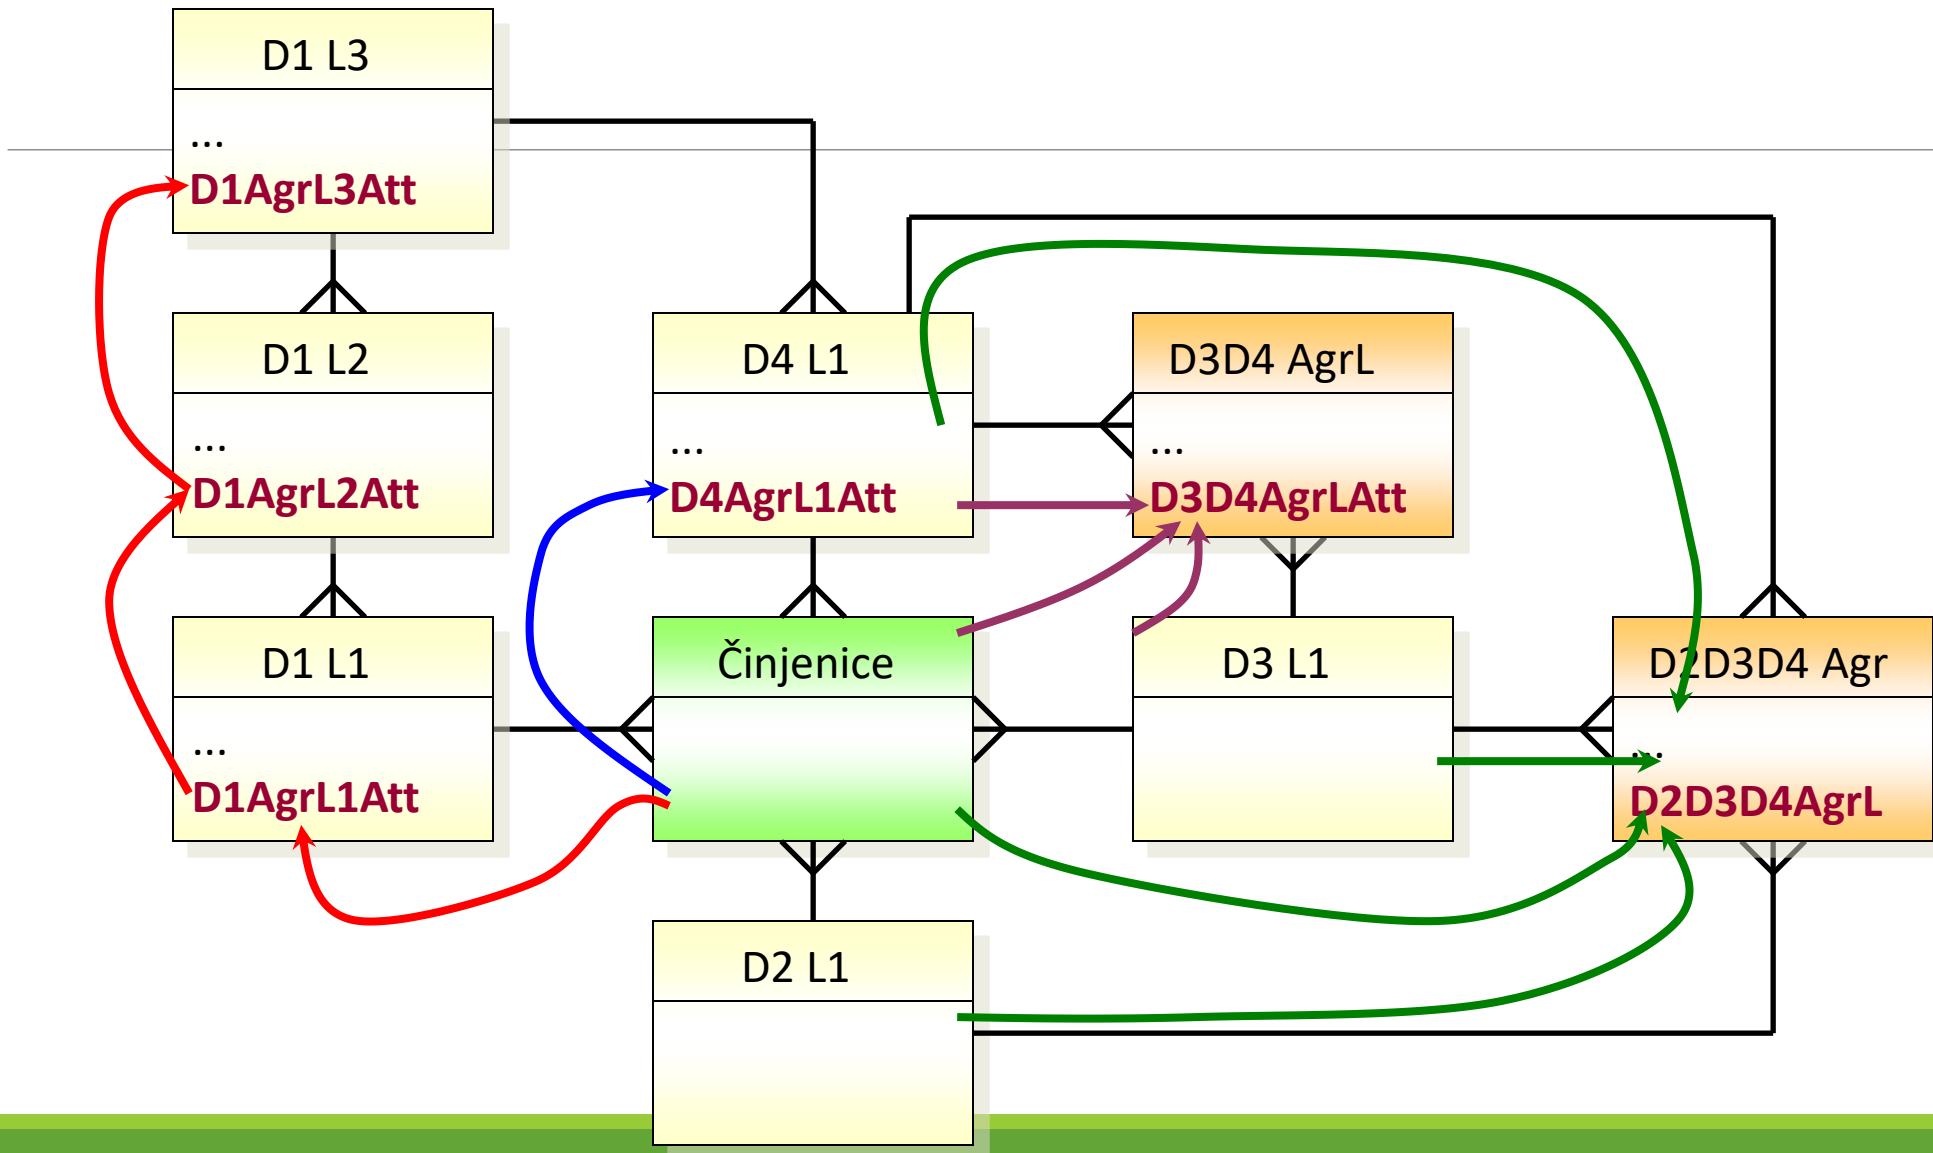 D1 L3
...
D1AgrL3Att
D1 L2
...
D1AgrL2Att
D4 L1
...
D4AgrL1Att
D3D4 AgrL
...
D3D4AgrLAtt
D1 L1
...
D1AgrL1Att
Činjenice
D3 L1
D2D3D4 Agr
...
D2D3D4AgrL
D2 L1